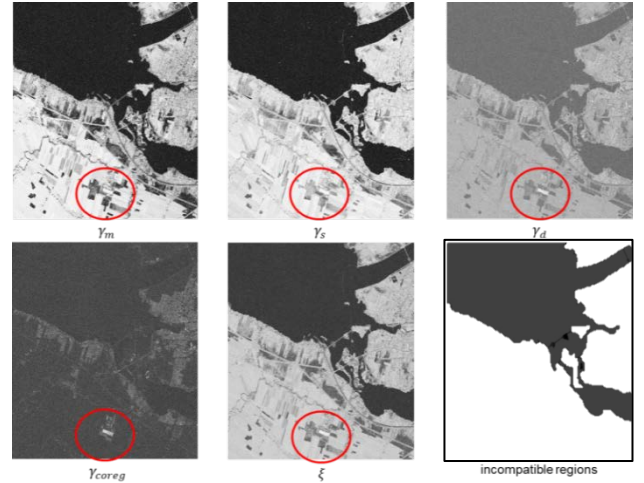 γm
γs
γd
γcoreg
ξ
incompatible regions